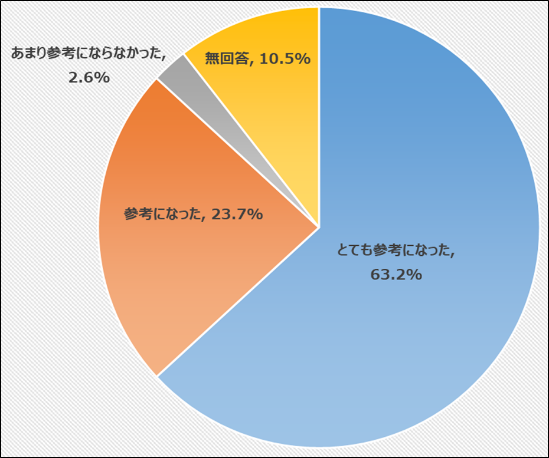 あまり参考にならなかった,
2.6%
無回答, 10.5%
参考になった, 23.7%
とても参考になった,
63.2%